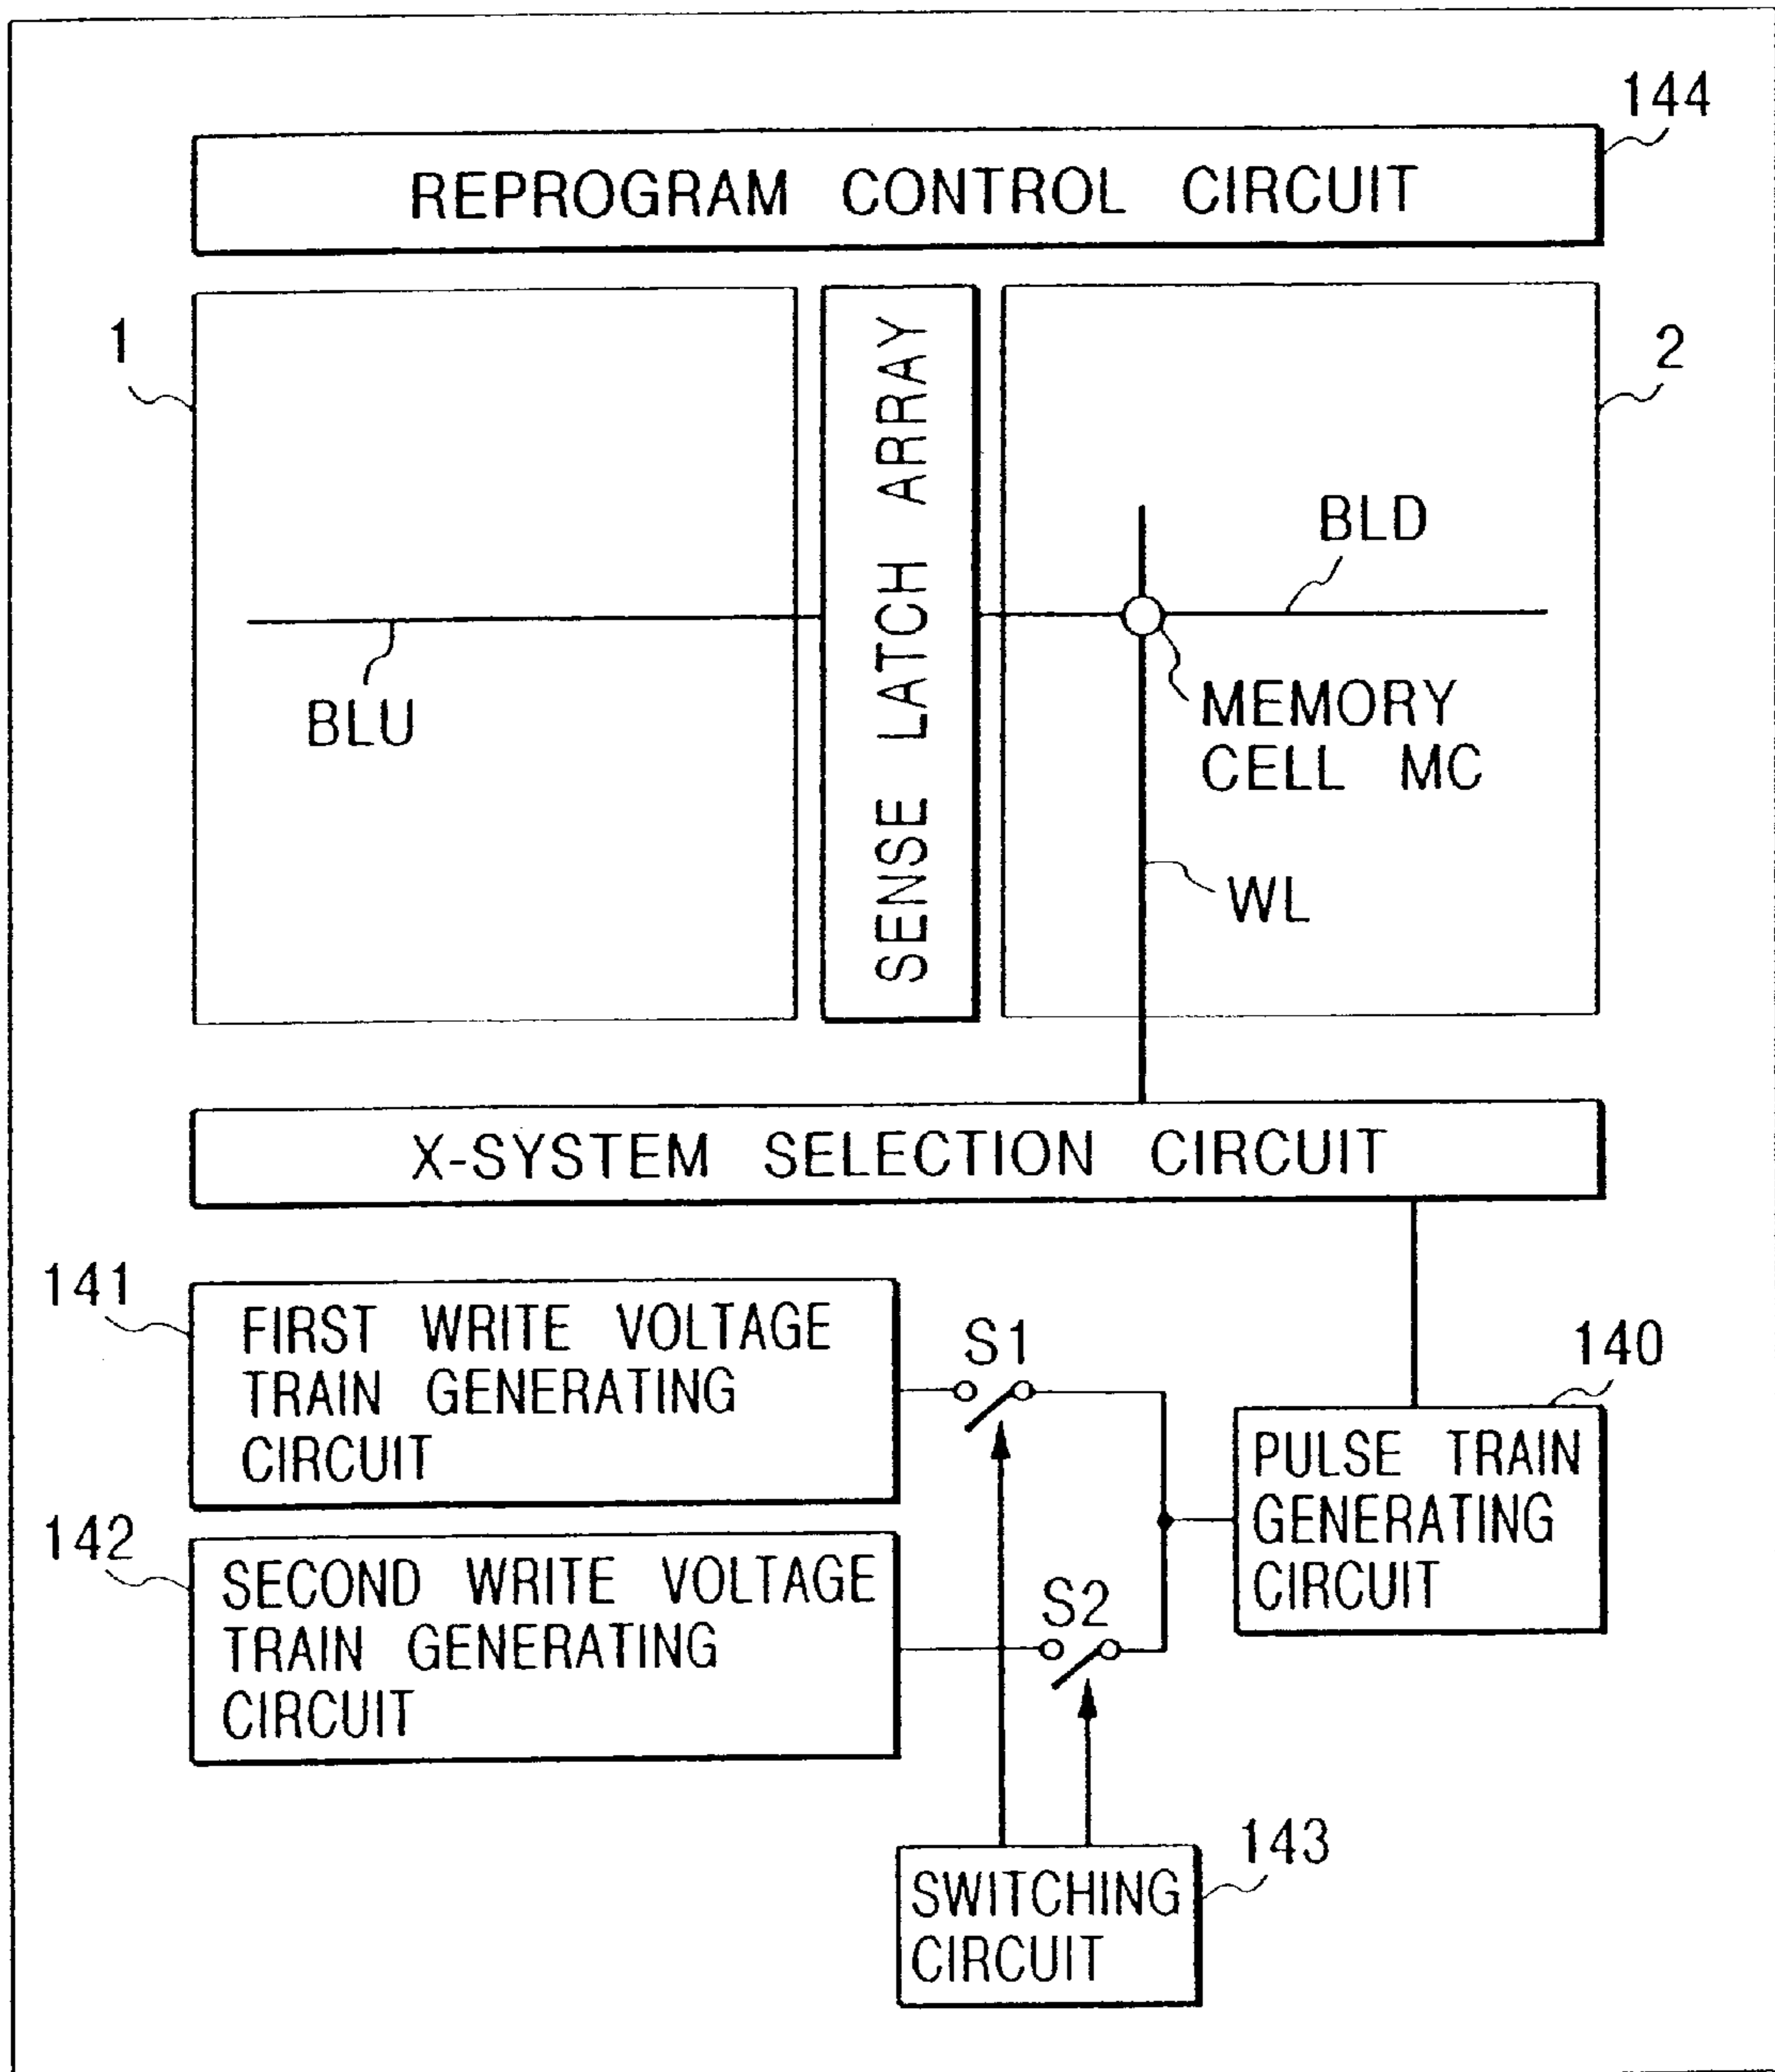 144
REPROGRAM CONTROL CIRCUIT
1
2
SENSE LATCH ARRAY
BLD
BLU
MEMORY
CELL MC
WL
X-SYSTEM SELECTION CIRCUIT
141
FIRST WRITE VOLTAGE
TRAIN GENERATING
CIRCUIT
S1
140
PULSE TRAIN
GENERATING
CIRCUIT
142
SECOND WRITE VOLTAGE
TRAIN GENERATING
CIRCUIT
S2
143
SWITCHING
CIRCUIT